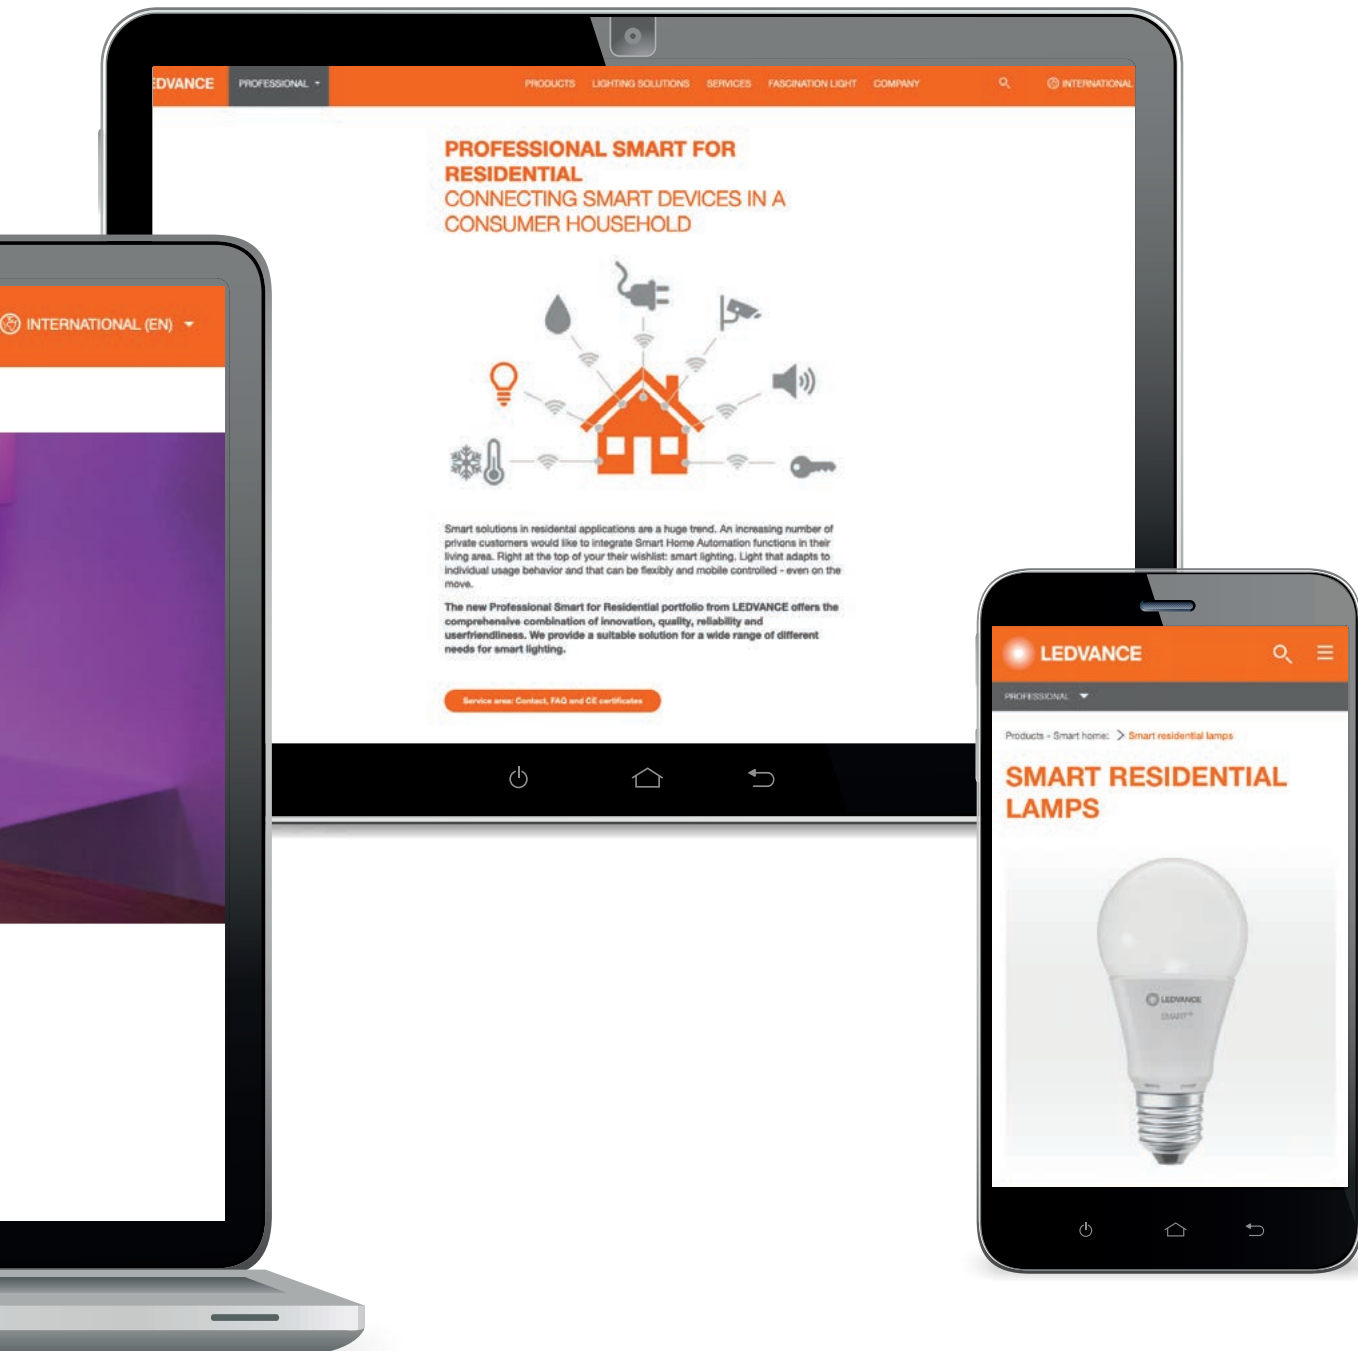 EDVANCE
PROFESSIONAL
PRODUCTS LIGHTING SOLUTIONS SERVICES FASCINATION LIGHT COMPANY
INTERNATIONAL
PROFESSIONAL SMART FOR
RESIDENTIAL
CONNECTING SMART DEVICES IN A
CONSUMER HOUSEHOLD
Smart solutions in residental applications are a huge trend. An increasing number of
private customers would like to integrate Smart Home Automation functions in their
living area. Right at the top of your their wishlist: smart lighting. Light that adapts to
individual usage behavior and that can be flexibly and mobile controlled - even on the
move.
The new Professional Smart for Residential portfolio from LEDVANCE offers the
comprehensive combination of innovation, quality, reliability and
userfriendliness. We provide a suitable solution for a wide range of different
needs for smart lighting.
Service area: Contact, FAQ and CE certificates
INTERNATIONAL (EN)
LEDVANCE
PROFESSIONAL
Products - Smart home: > Smart residential lamps
SMART RESIDENTIAL
LAMPS
LEDVANCE
SMART+